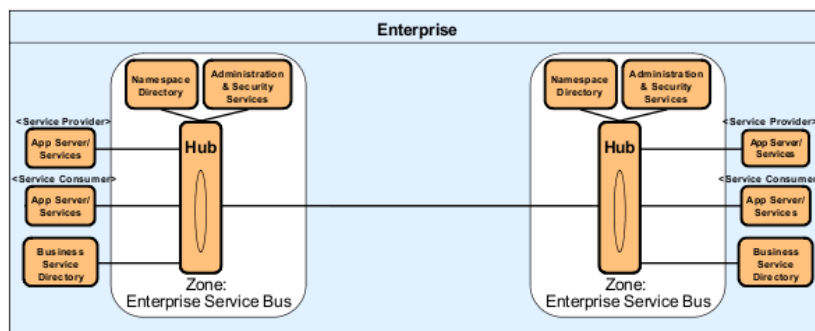 Enterprise
Namespace
Directory
Administration
& Security
Services
Namespace
Directory
Administration
& Security
Services
<Service Provider>
App Server/
Services
Hub
Hub
<Service Provider>
App Server/
Services
<Service Consumer>
App Server/
Services
<Service Consumer
App Server/
Services
Business
Service
Directory
Business
Service
Directory
Zone:
Enterprise Service Bus
Zone:
Enterprise Service Bus